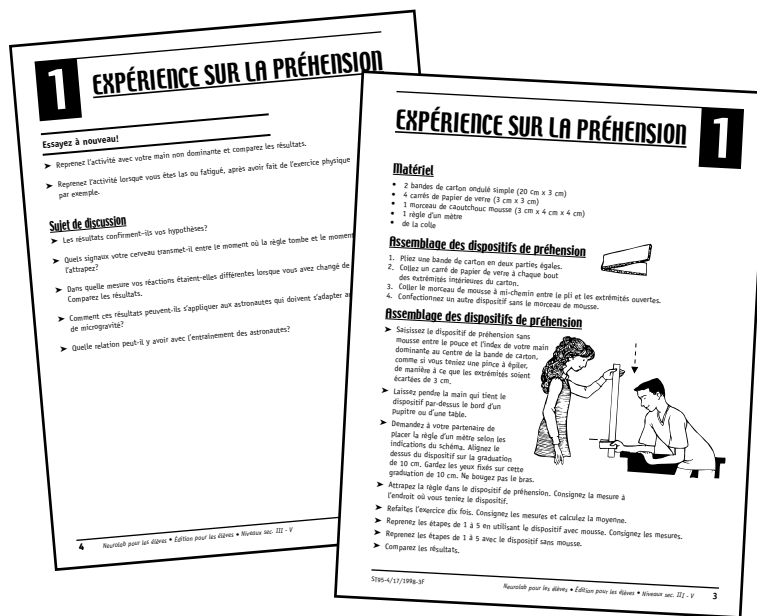 1
EXPÉRIENCE SUR LA PRÉHENSION
Essayez à nouveau!
➤ Reprenez l'activité avec votre main non dominante et comparez les résultats.
➤ Reprenez l'activité lorsque vous êtes las ou fatigué, après avoir fait de l'exercice physique
par exemple.
Sujet de discussion
➤ Les résultats confirment-ils vos hypothèses?
➤ Quels signaux votre cerveau transmet-il entre le moment où la règle tombe et le moment
l'attrapez?
➤ Dans quelle mesure vos réactions étaient-elles différentes lorsque vous avez changé de
Comparez les résultats.
➤ Comment ces résultats peuvent-ils s'appliquer aux astronautes qui doivent s'adapter
de microgravité?
➤ Quelle relation peut-il y avoir avec l'entraînement des astronautes?
4 Neurolab pour les élèves • Édition pour les élèves • Niveaux sec. III - V
EXPÉRIENCE SUR LA PRÉHENSION
1
Matériel
• 2 bandes de carton ondulé simple (20 cm x 3 cm)
• 4 carrés de papier de verre (3 cm x 3 cm)
• 1 morceau de caoutchouc mousse (3 cm x 4 cm x 4 cm)
• 1 règle d'un mètre
• de la colle
Assemblage des dispositifs de préhension
1. Pliez une bande de carton en deux parties égales.
2. Collez un carré de papier de verre à chaque bout
des extrémités intérieures du carton.
3. Coller le morceau de mousse à mi-chemin entre le pli et les extrémités ouvertes.
4. Confectionnez un autre dispositif sans le morceau de mousse.
Assemblage des dispositifs de préhension
➤ Saisissez le dispositif de préhension sans
mousse entre le pouce et l'index de votre main
dominante au centre de la bande de carton,
comme si vous teniez une pince à épiler,
de manière à ce que les extrémités soient
écartées de 3 cm.
➤ Laissez pendre la main qui tient le
dispositif par-dessus le bord d'un
pupitre ou d'une table.
➤ Demandez à votre partenaire de
placer la règle d'un mètre selon les
indications du schéma. Alignez le
dessus du dispositif sur la graduation
de 10 cm. Gardez les yeux fixés sur cette
graduation de 10 cm. Ne bougez pas le bras.
➤ Attrapez la règle dans le dispositif de préhension. Consignez la mesure à
l'endroit où vous teniez le dispositif.
➤ Refaites l'exercice dix fois. Consignez les mesures et calculez la moyenne.
➤ Reprenez les étapes de 1 à 5 en utilisant le dispositif avec mousse. Consignez les mesures.
➤ Reprenez les étapes de 1 à 5 avec le dispositif sans mousse.
➤ Comparez les résultats.
ST95-4/17/1998-3F
Neurolab pour les élèves • Édition pour les élèves • Niveaux sec. III - V 3